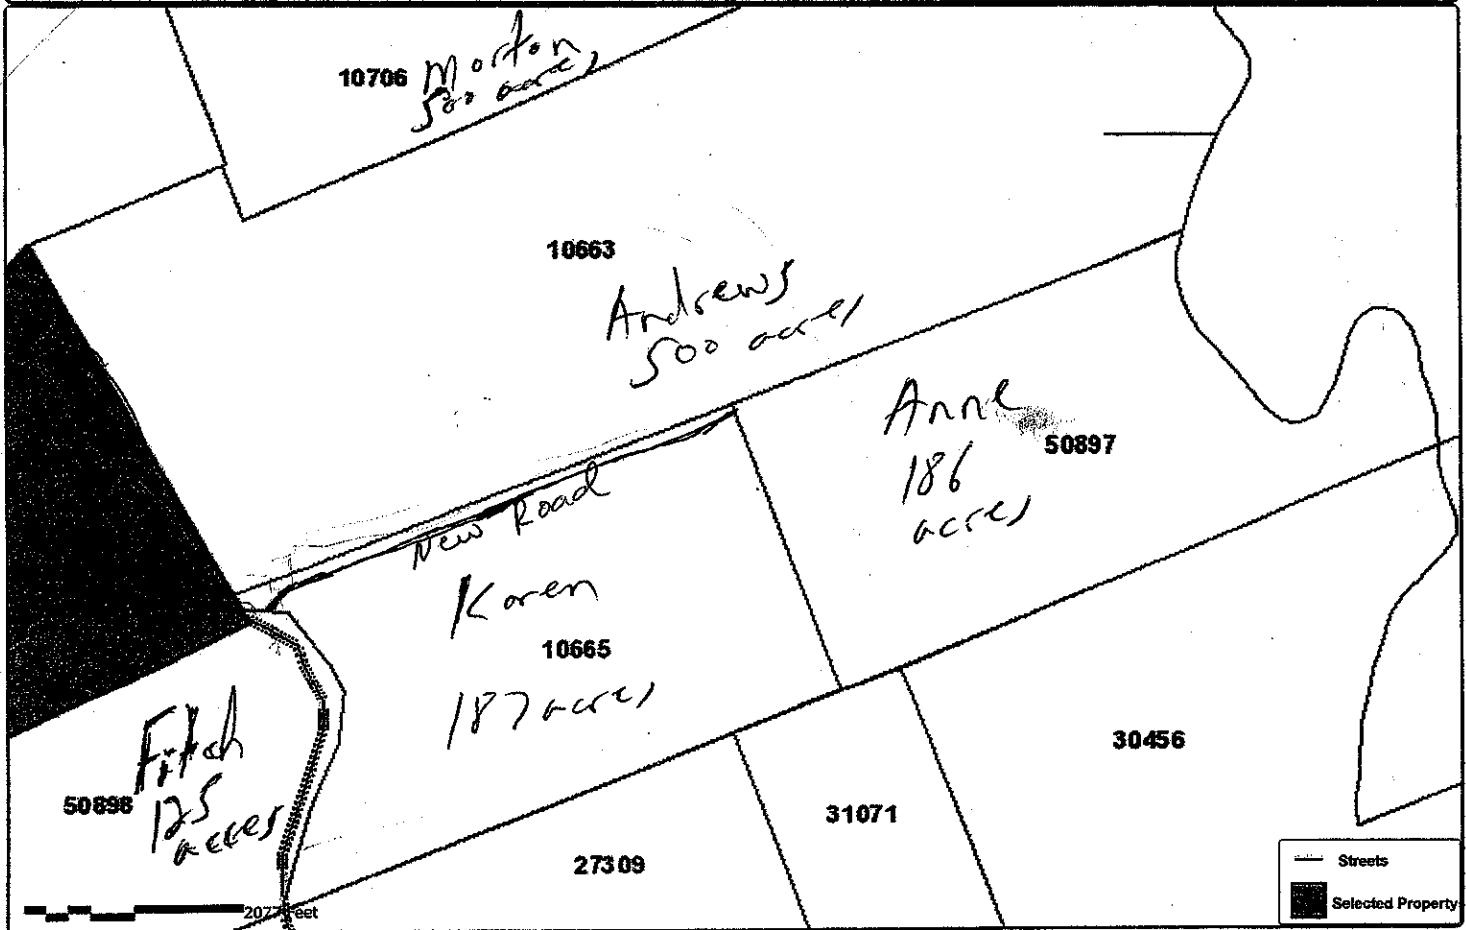 10706 Morton
500 acres
10663
Andrews
500 acres
Anne
50897
186
acres
New Road
Karen
10665
187 acres
Fitch
50898
125
acres
30456
31071
27309
2077 Feet
Streets
Selected Property